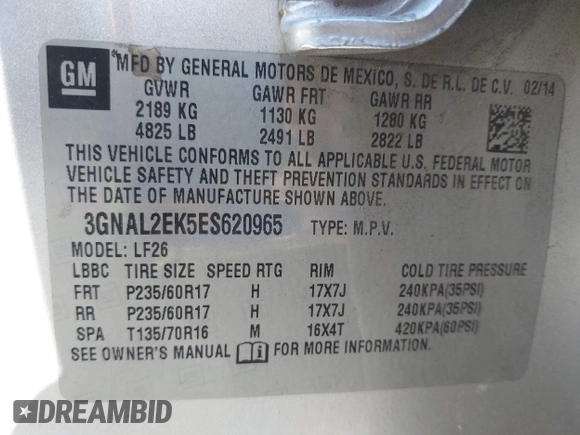 GM
*MFD BY GENERAL MOTORS DE MEXICO, S. DE R.L. DE C.V. 02/14
GVWR GAWR FRT GAWR RR
2189 KG 1130 KG 1280 KG
4825 LB 2491 LB 2822 LB
THIS VEHICLE CONFORMS TO ALL APPLICABLE U.S. FEDERAL MOTOR
VEHICLE SAFETY AND THEFT PREVENTION STANDARDS IN EFFECT ON
THE DATE OF MANUFACTURE SHOWN ABOVE.
3GNAL2EK5ES620965 TYPE: M.P.V.
MODEL: LF26
LBBC TIRE SIZE SPEED RTG RIM COLD TIRE PRESSURE
FRT P235/60R17 H 17X7J 240KPA(35PSI)
RR P235/60R17 H 17X7J 240KPA(35PSI)
SPA T135/70R16 M 16X4T 420KPA(60PSI)
SEE OWNER'S MANUAL i FOR MORE INFORMATION.
DREAMBID